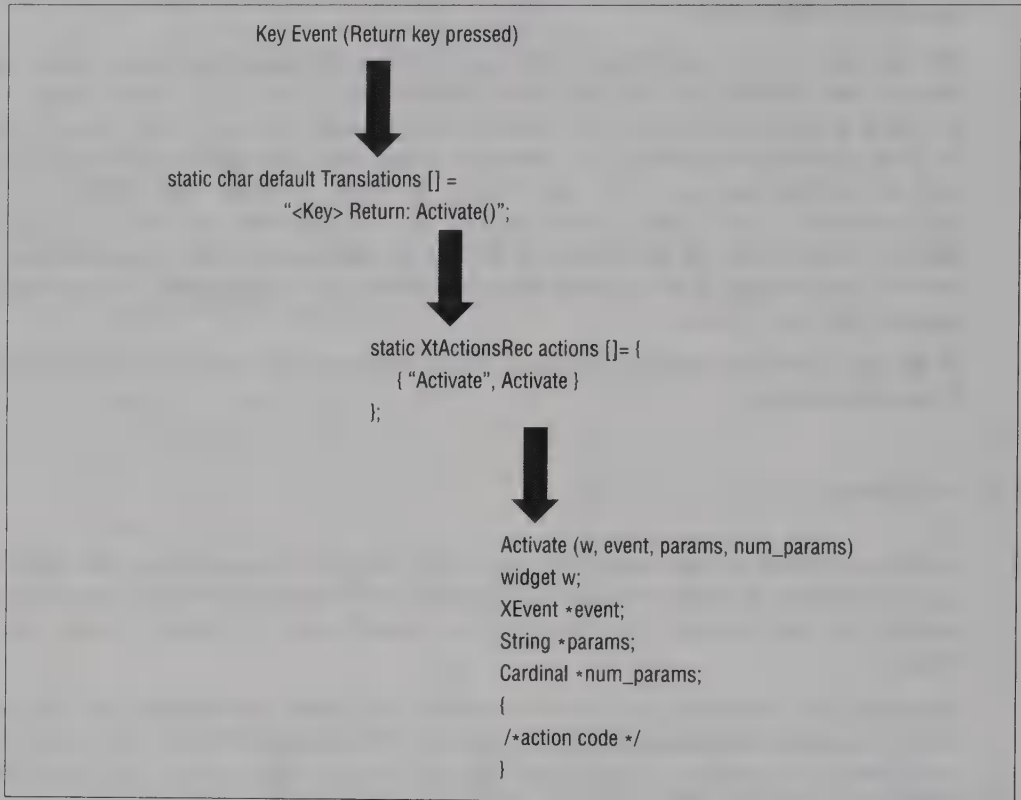 Key Event (Return key pressed)
static char default Translations [] =
“<Key> Return: Activate()”;
static XtActionsRec actions []= {
{ “Activate”, Activate }
};
Activate (w, event, params, num_params)
widget w;
XEvent *event;
String *params;
Cardinal *num_params;
{
/*action code */
}